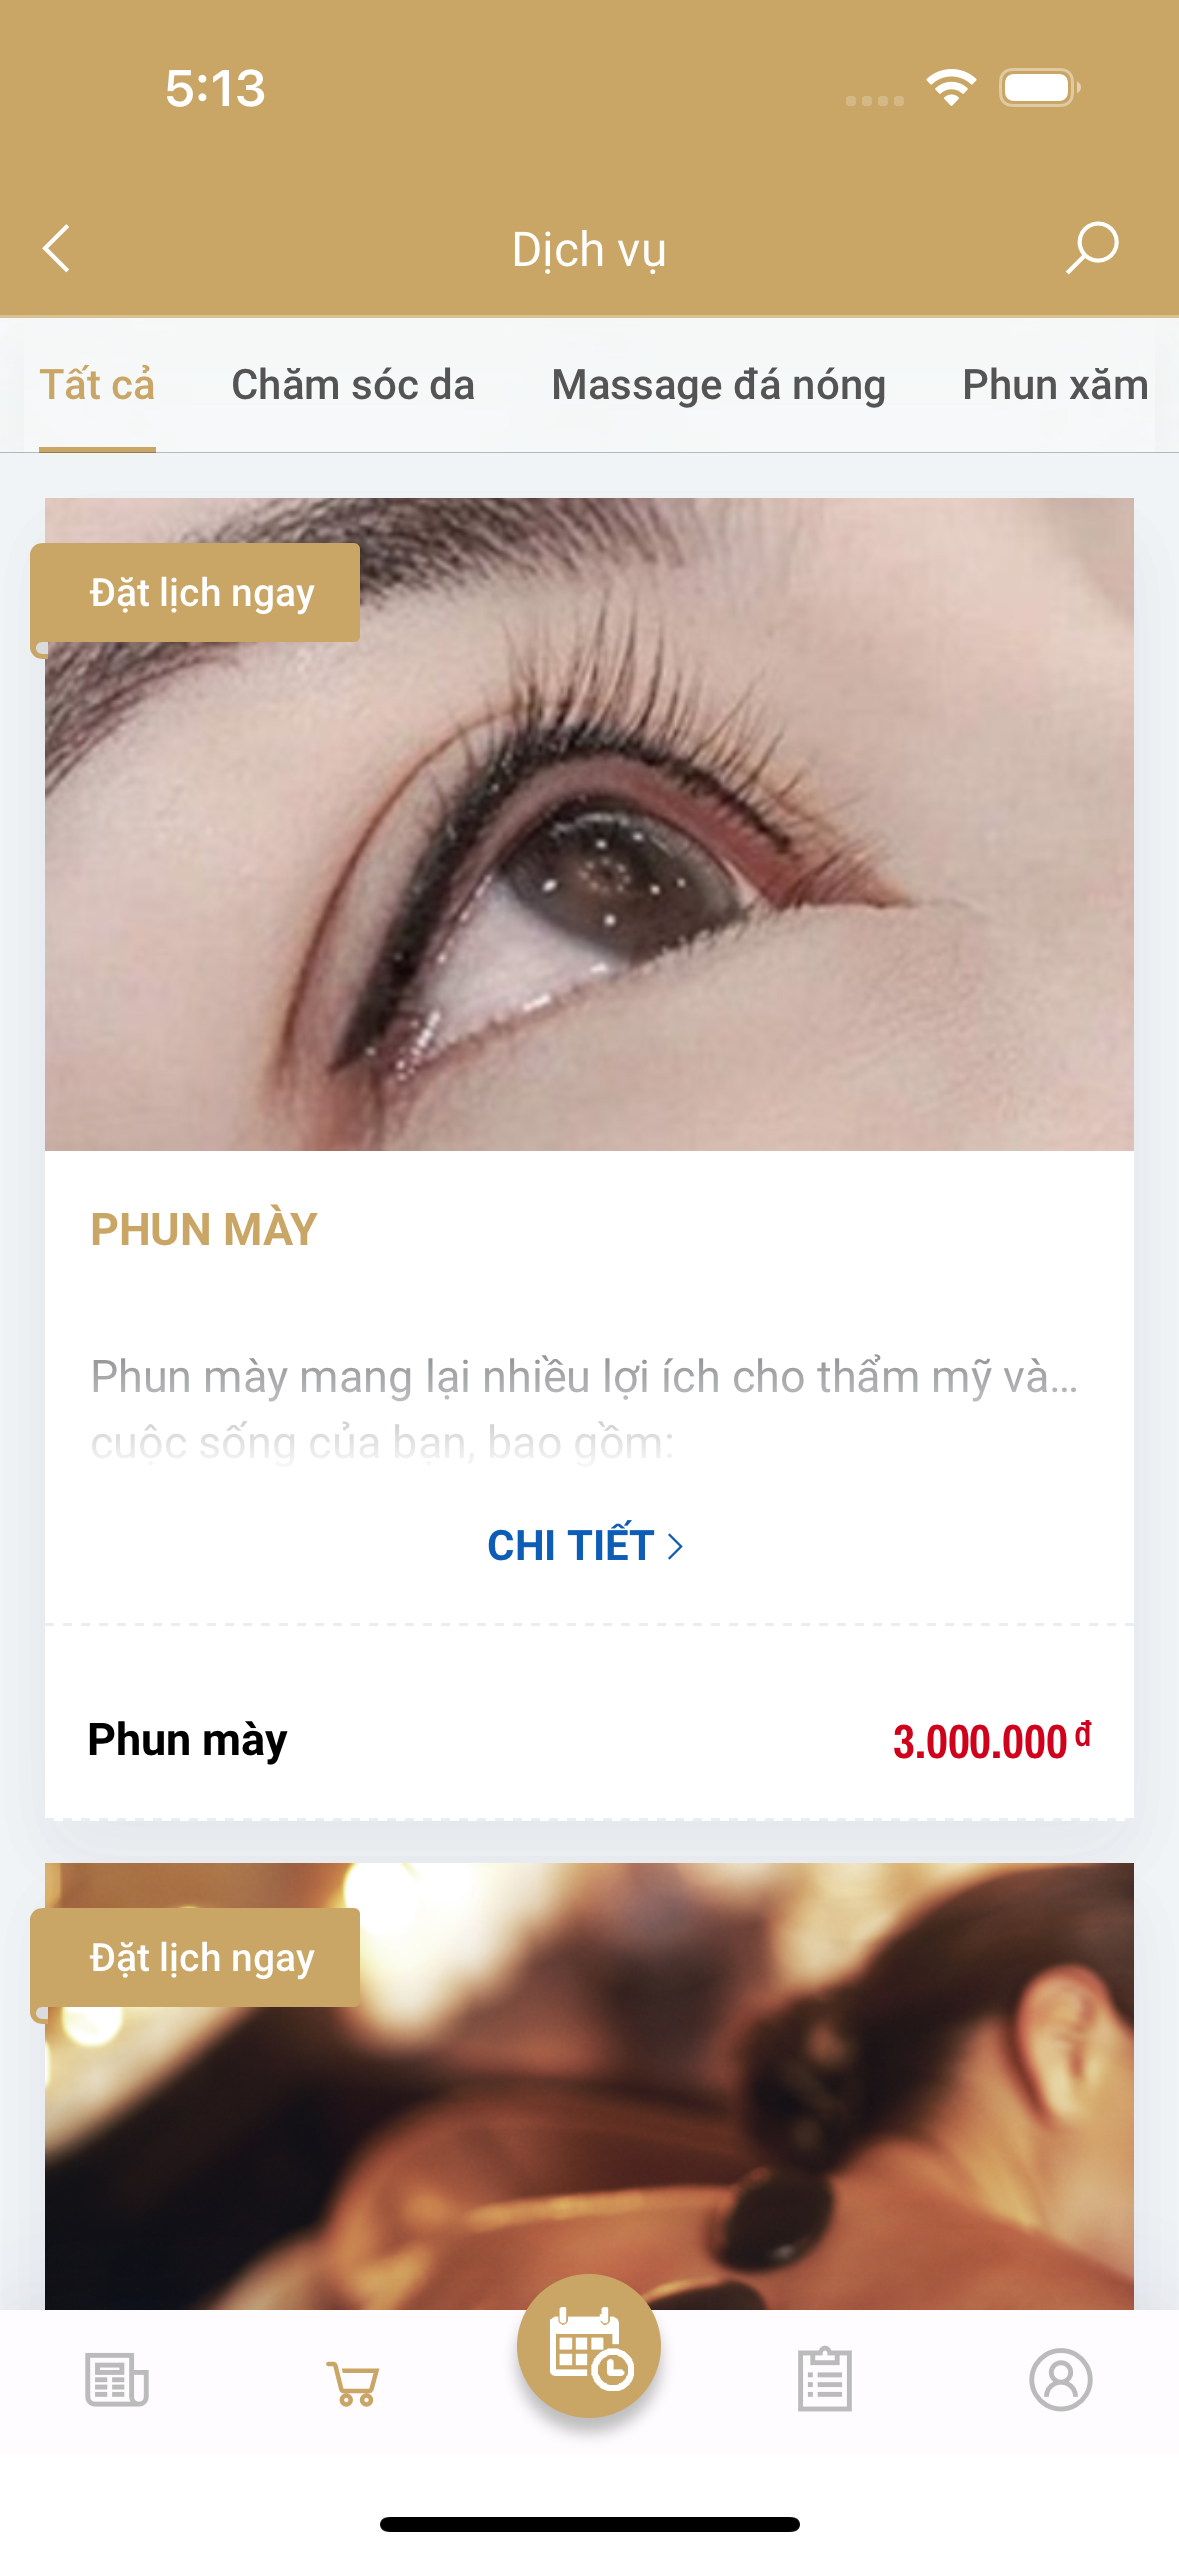 5:13
Dịch vụ
Tất cả Chăm sóc da Massage đá nóng Phun xăm
Đặt lịch ngay
PHUN MÀY
Phun mày mang lại nhiều lợi ích cho thẩm mỹ và...
cuộc sống của bạn, bao gồm:
CHI TIẾT
Phun mày 3.000.000 đ
Đặt lịch ngay